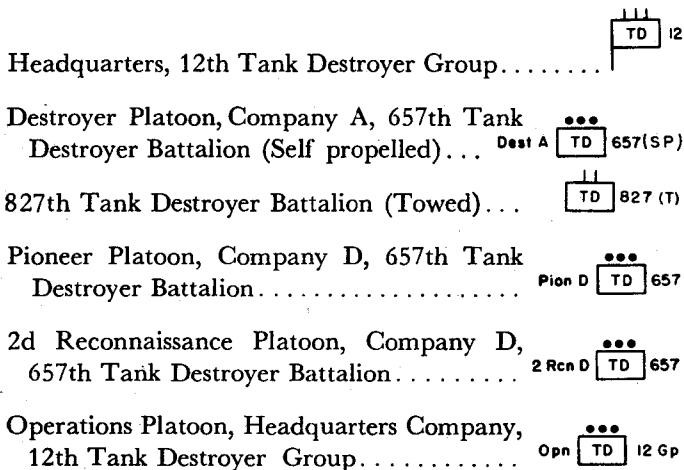 Headquarters, 12th Tank Destroyer Group........ TD 12
Destroyer Platoon, Company A, 657th Tank
Destroyer Battalion (Self propelled)... Dest A TD 657(SP)
827th Tank Destroyer Battalion (Towed)... TD 827 (T)
Pioneer Platoon, Company D, 657th Tank
Destroyer Battalion.................... Pion D TD 657
2d Reconnaissance Platoon, Company D,
657th Tank Destroyer Battalion......... 2 Rcn D TD 657
Operations Platoon, Headquarters Company,
12th Tank Destroyer Group............ Opn TD 12 Gp